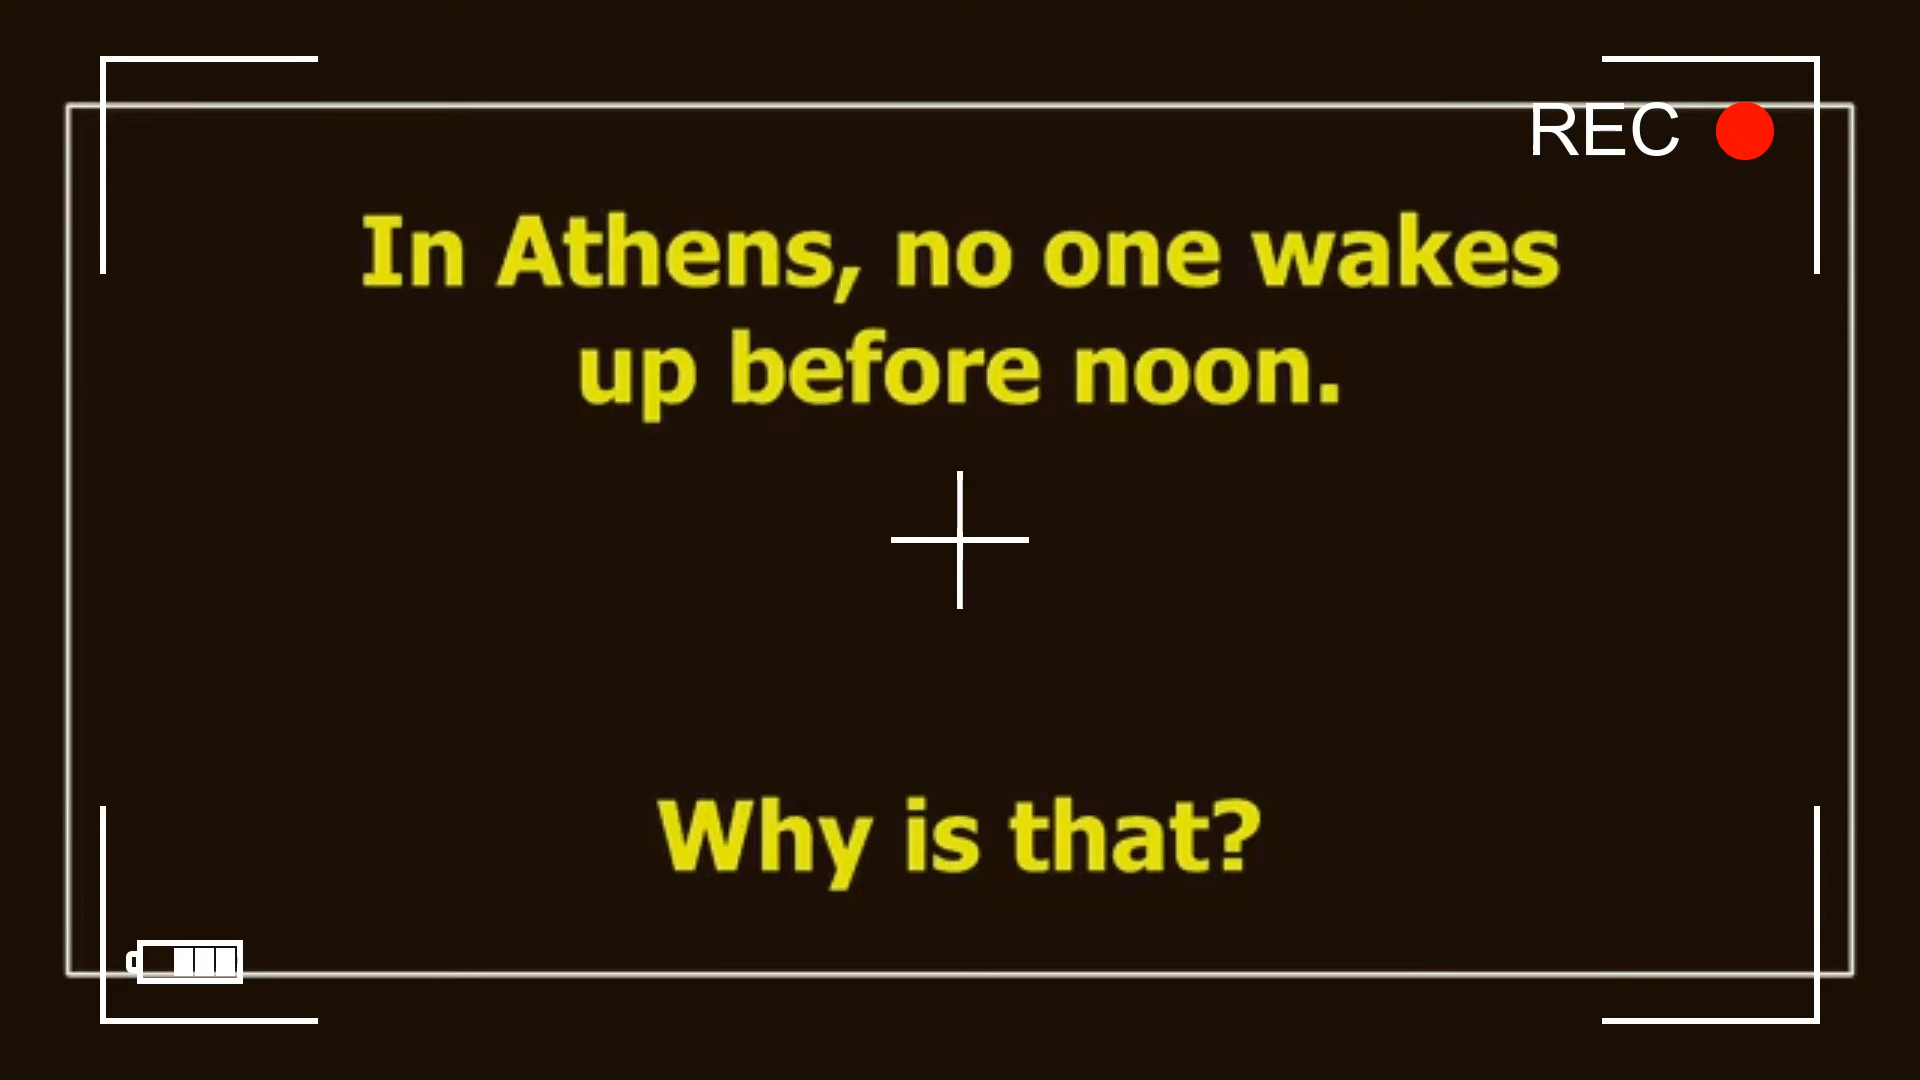 REC
In Athens, no one wakes
up before noon.
Why is that?